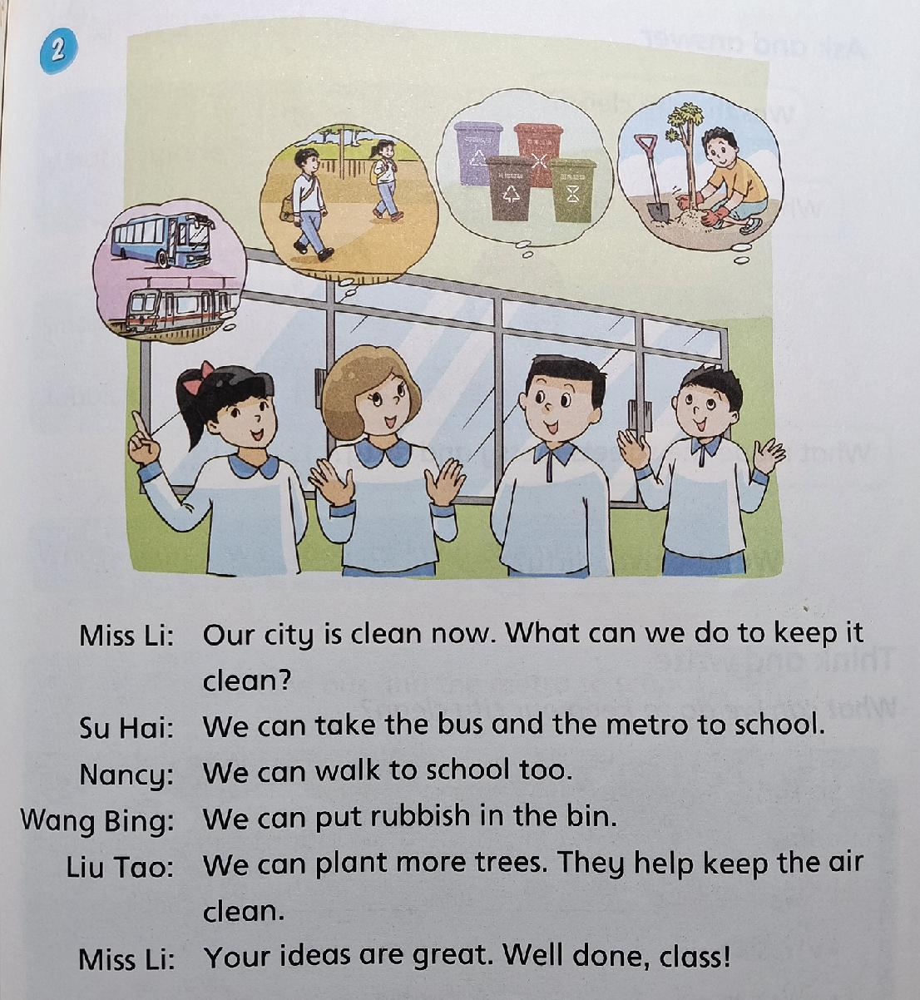 2
Miss Li: Our city is clean now. What can we do to keep it
clean?
Su Hai: We can take the bus and the metro to school.
Nancy: We can walk to school too.
Wang Bing: We can put rubbish in the bin.
Liu Tao: We can plant more trees. They help keep the air
clean.
Miss Li: Your ideas are great. Well done, class!